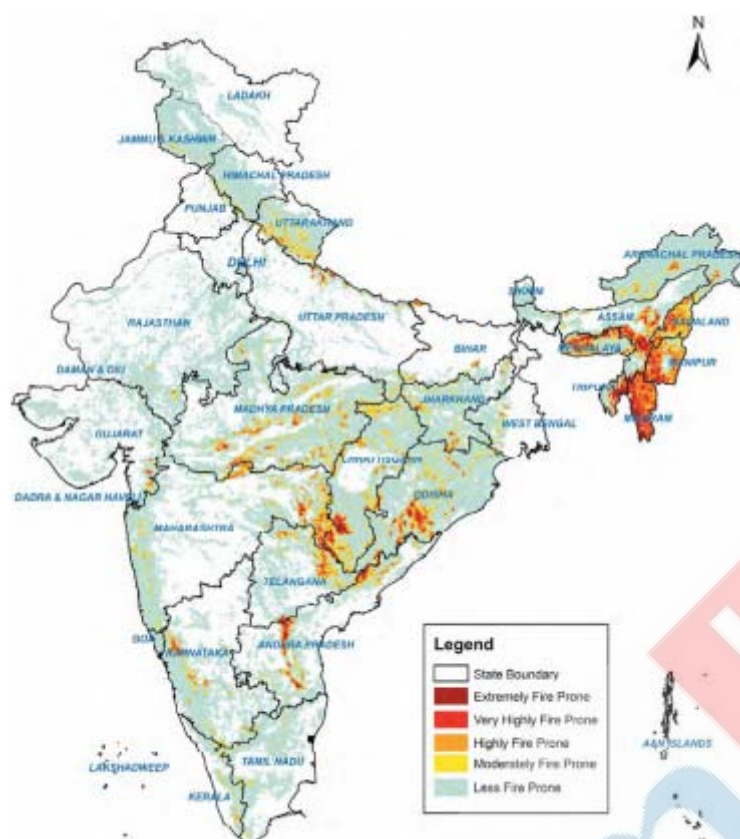 N
LADAKH
JAMMU & KASHMIR
HIMACHAL PRADESH
PUNJAB
UTTARAKHAND
DELHI
ARUNACHAL PRADESH
SIKKIM
RAJASTHAN
UTTAR PRADESH
ASSAM
NAGALAND
BIHAR
MEGHALAYA
MANIPUR
DAMAN & DIU
TRIPURA
MIZORAM
MADHYA PRADESH
JHARKHAND
WEST BENGAL
GUJARAT
CHHATTISGARH
DADRA & NAGAR HAVELI
ODISHA
MAHARASHTRA
TELANGANA
GOA
KARNATAKA
ANDHRA PRADESH
Legend
State Boundary
Extremely Fire Prone
Very Highly Fire Prone
Highly Fire Prone
Moderately Fire Prone
Less Fire Prone
A&N ISLANDS
LAKSHADWEEP
TAMIL NADU
KERALA